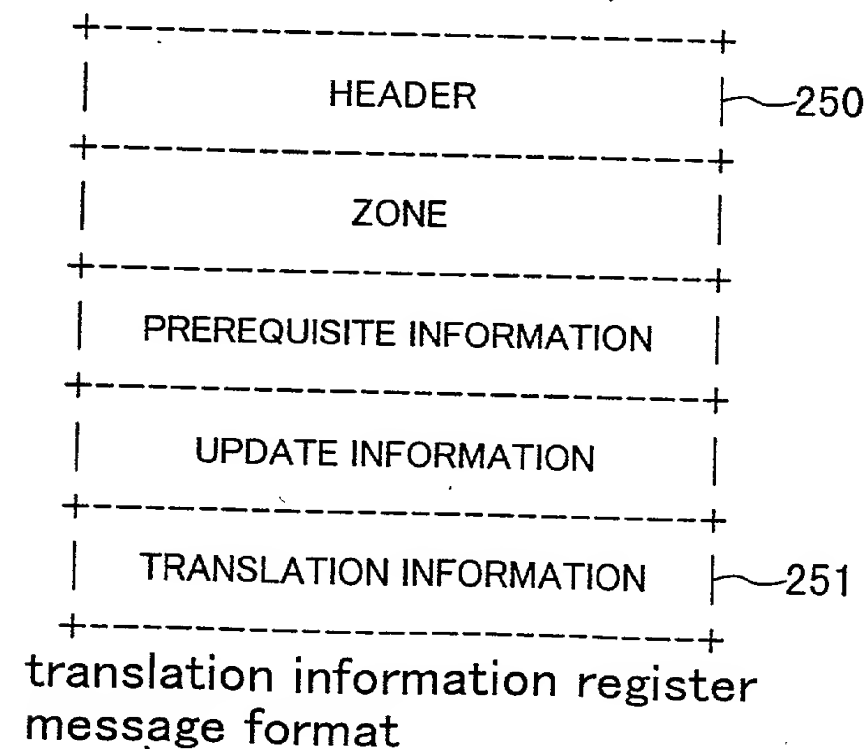 HEADER 250
ZONE
PREREQUISITE INFORMATION
UPDATE INFORMATION
TRANSLATION INFORMATION 251
translation information register
message format